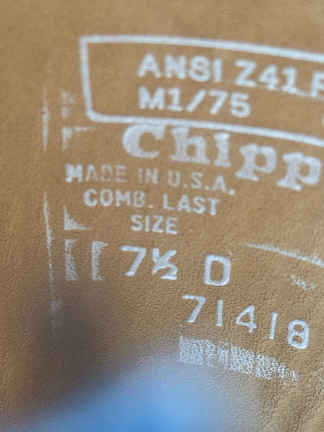 ANSI Z41 P
M1/75
Chipp
MADE IN U.S.A.
COMB. LAST
SIZE
7½ D
71418